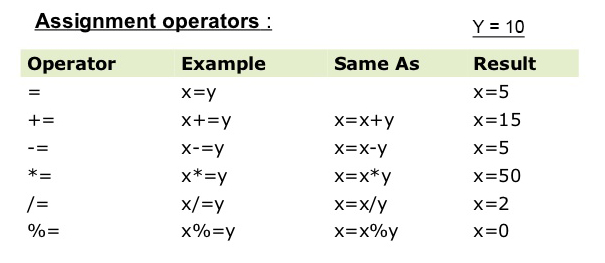 Assignment operators :
Y = 10
Operator Example Same As Result
= x=y x=5
+= x+=y x=x+y x=15
-= x-=y x=x-y x=5
*= x*=y x=x*y x=50
/= x/=y x=x/y x=2
%= x%=y x=x%y x=0